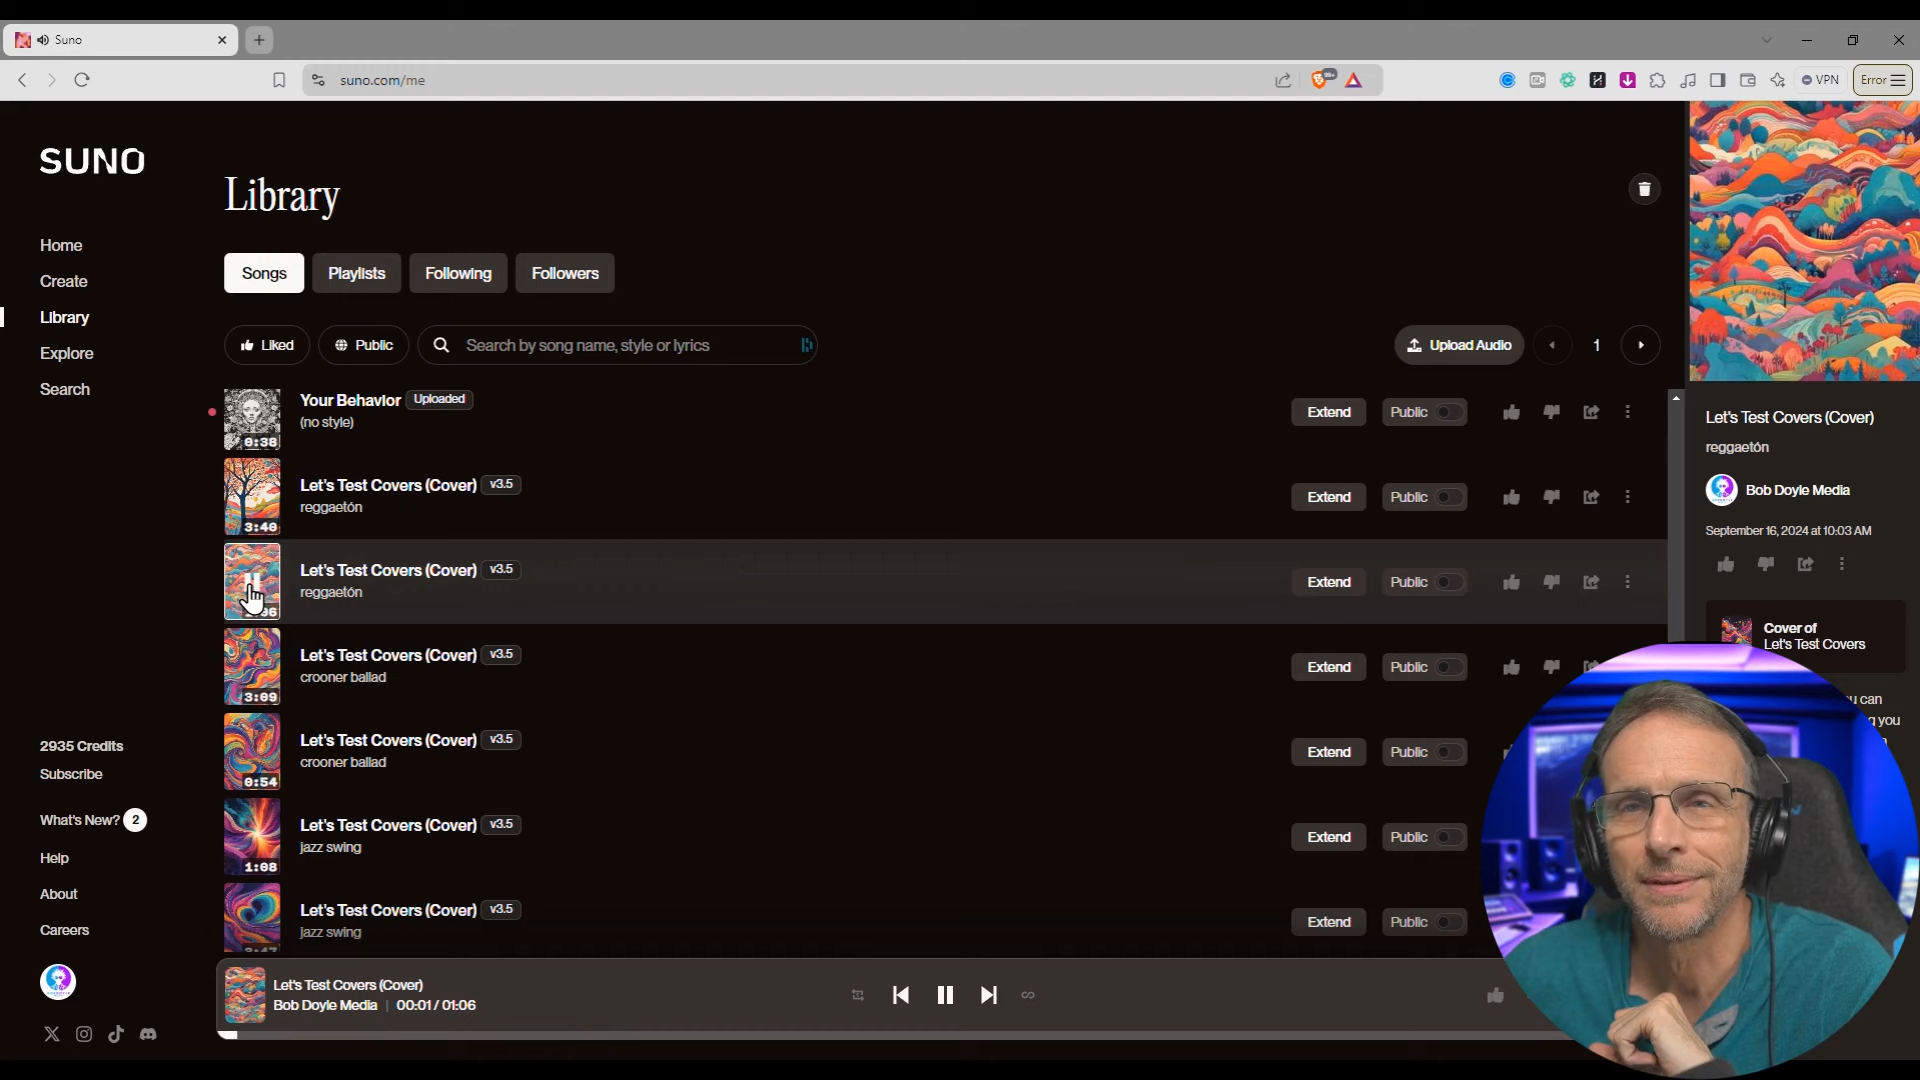 Suno
suno.com/me
VPN
Error
SUNO
Home
Create
Library
Explore
Search
2935 Credits
Subscribe
What's New? 2
Help
About
Careers
Library
Songs
Playlists
Following
Followers
Liked
Public
Search by song name, style or lyrics
Upload Audio
1
Your Behavior Uploaded
(no style)
0:38
Extend
Public
Let's Test Covers (Cover) v3.5
reggaetón
3:40
Extend
Public
Let's Test Covers (Cover) v3.5
reggaetón
Extend
Public
Let's Test Covers (Cover) v3.5
crooner ballad
3:09
Extend
Public
Let's Test Covers (Cover) v3.5
crooner ballad
0:54
Extend
Public
Let's Test Covers (Cover) v3.5
jazz swing
1:08
Extend
Public
Let's Test Covers (Cover) v3.5
jazz swing
Extend
Public
Let's Test Covers (Cover)
Bob Doyle Media | 00:01 / 01:06
Let's Test Covers (Cover)
reggaetón
Bob Doyle Media
September 16, 2024 at 10:03 AM
Cover of
Let's Test Covers
can
you